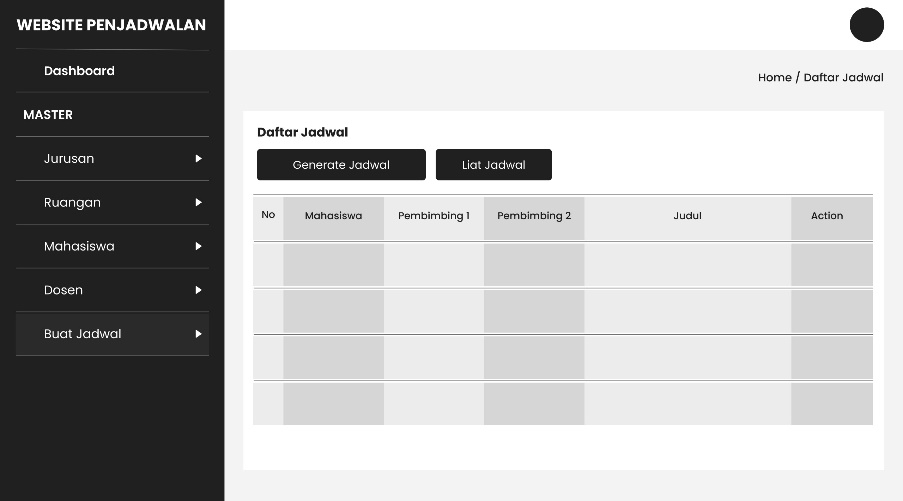 WEBSITE PENJADWALAN
Dashboard
MASTER
Jurusan
Ruangan
Mahasiswa
Dosen
Buat Jadwal
Home / Daftar Jadwal
Daftar Jadwal
Generate Jadwal
Liat Jadwal
No Mahasiswa Pembimbing 1 Pembimbing 2 Judul Action